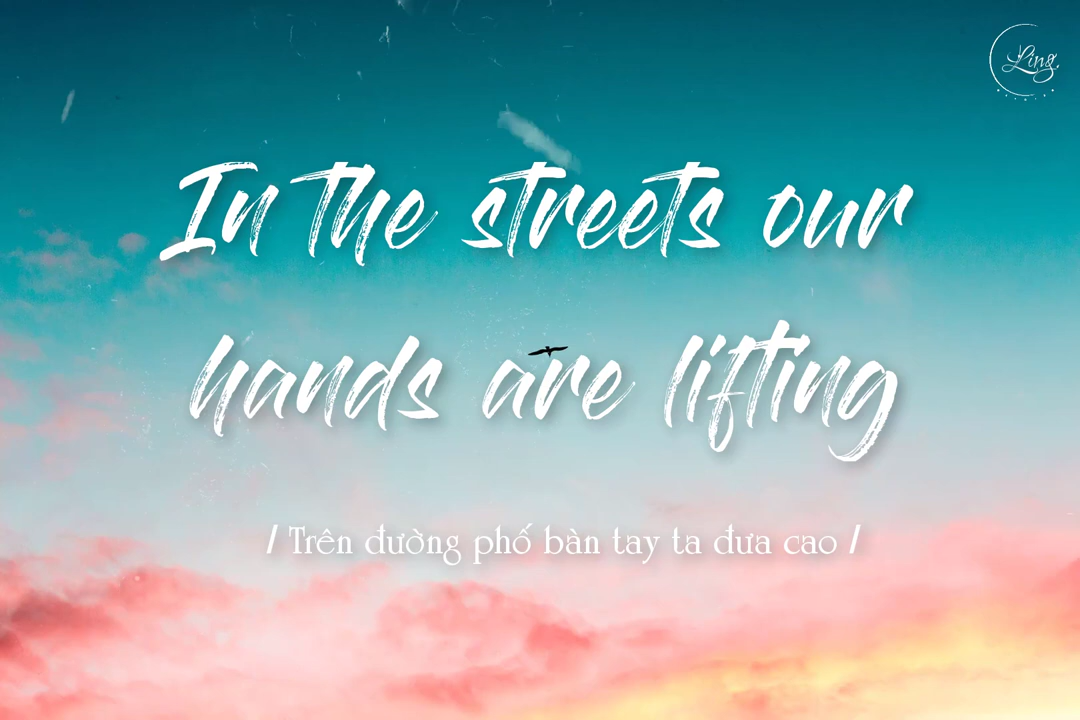 Ling
In the streets our
hands are lifting
/ Trên đường phố bàn tay ta đưa cao /